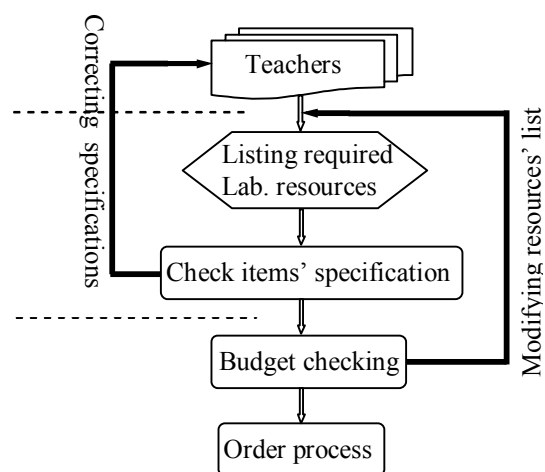 Teachers
Correcting
specifications
Listing required
Lab. resources
Modifying resources’ list
Check items’ specification
Budget checking
Order process